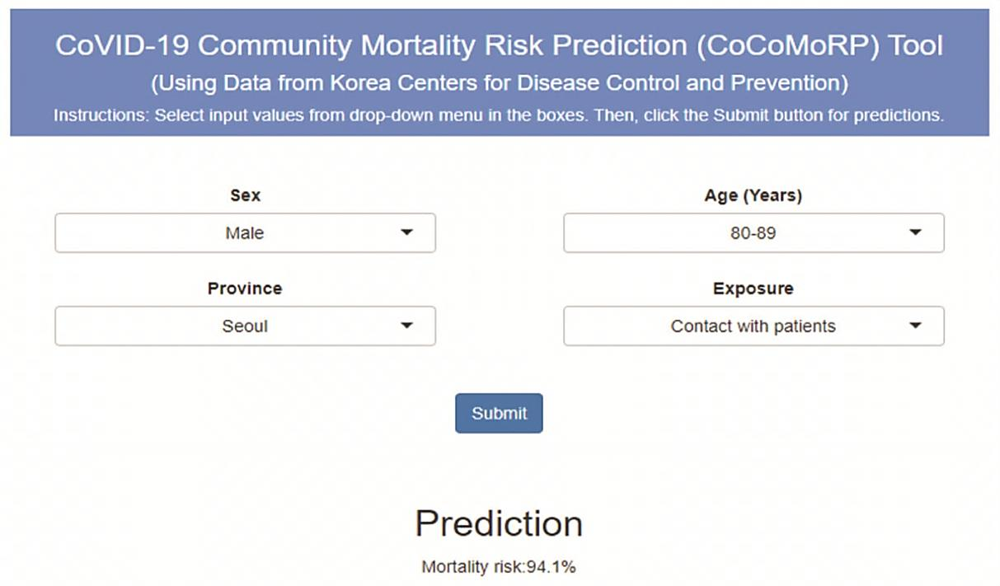 CoVID-19 Community Mortality Risk Prediction (CoCoMoRP) Tool
(Using Data from Korea Centers for Disease Control and Prevention)
Instructions: Select input values from drop-down menu in the boxes. Then, click the Submit button for predictions.
Sex
Male
Age (Years)
80-89
Province
Seoul
Exposure
Contact with patients
Submit
Prediction
Mortality risk:94.1%